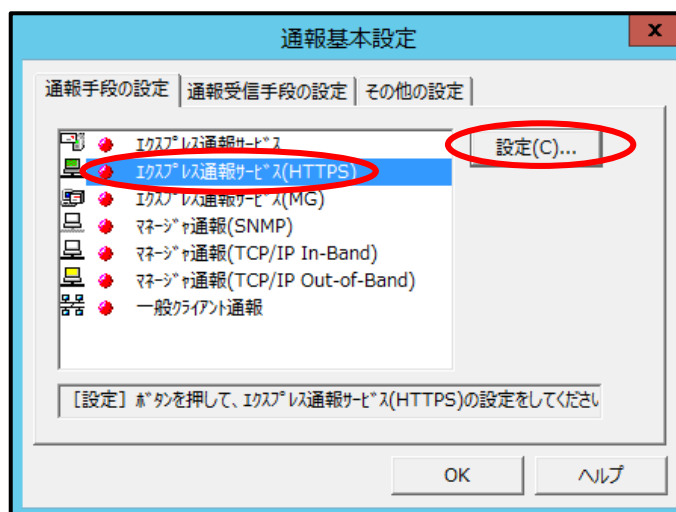 通報基本設定
x
通報手段の設定 通報受信手段の設定 その他の設定
ｴｸｽﾌﾟﾚｽ通報ｻｰﾋﾞｽ 設定(C)...
ｴｸｽﾌﾟﾚｽ通報ｻｰﾋﾞｽ(HTTPS)
ｴｸｽﾌﾟﾚｽ通報ｻｰﾋﾞｽ(MG)
ﾏﾈｰｼﾞｬ通報(SNMP)
ﾏﾈｰｼﾞｬ通報(TCP/IP In-Band)
ﾏﾈｰｼﾞｬ通報(TCP/IP Out-of-Band)
一般ｸﾗｲｱﾝﾄ通報
［設定］ﾎﾞﾀﾝを押して、ｴｸｽﾌﾟﾚｽ通報ｻｰﾋﾞｽ(HTTPS)の設定をしてください
OK ヘルプ